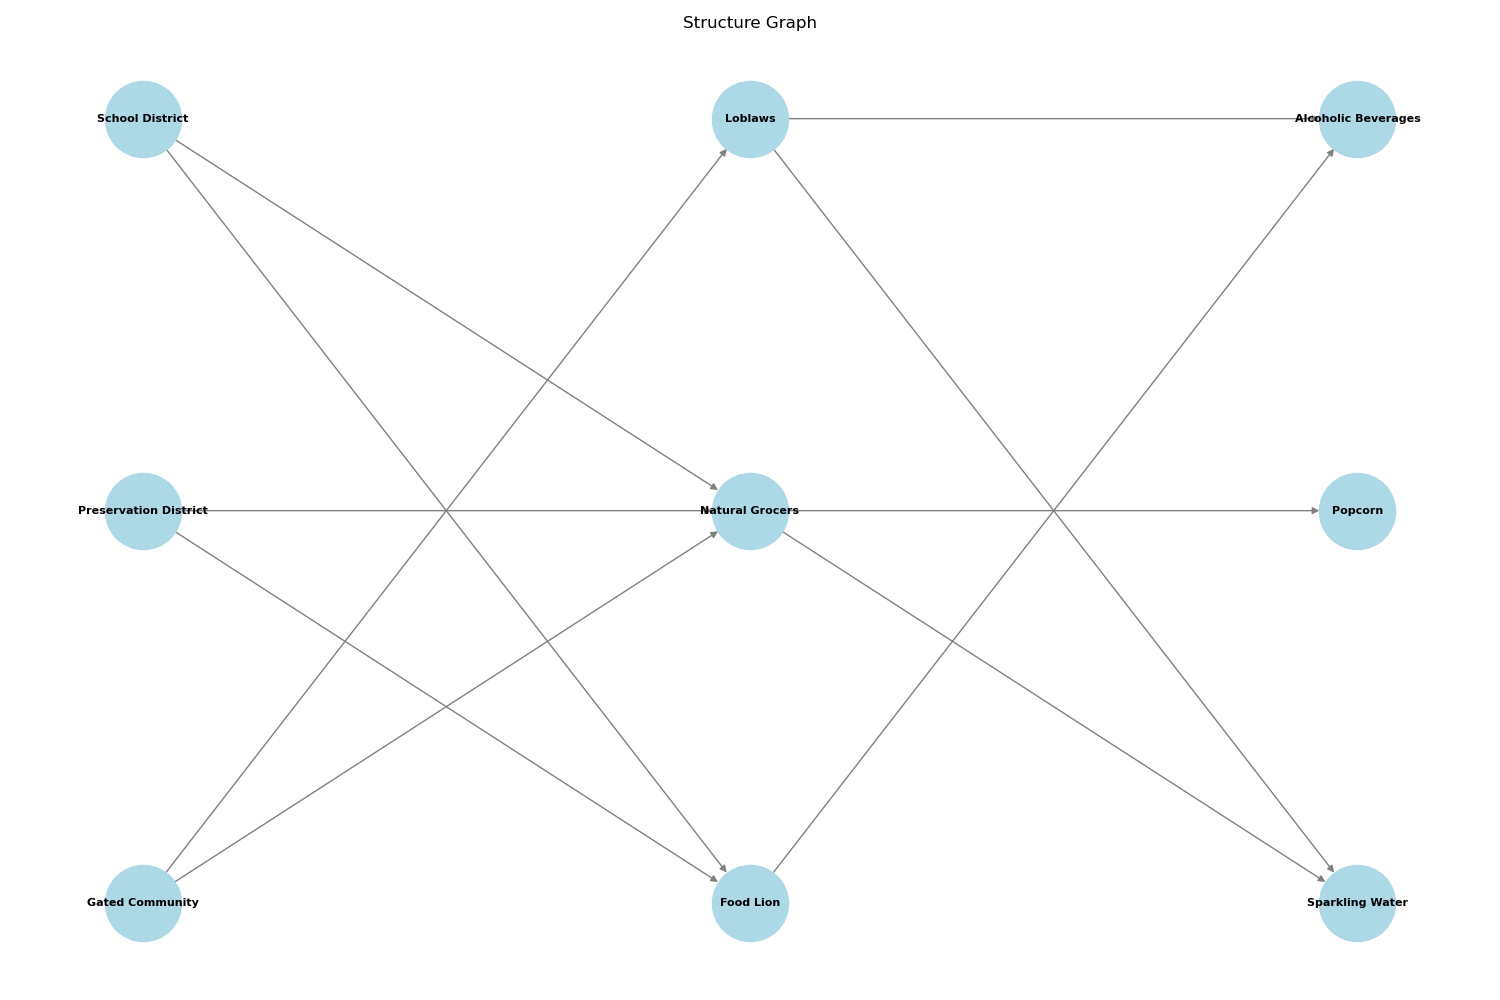 Structure Graph
School District
Loblaws
Alcoholic Beverages
Preservation District
Natural Grocers
Popcorn
Gated Community
Food Lion
Sparkling Water